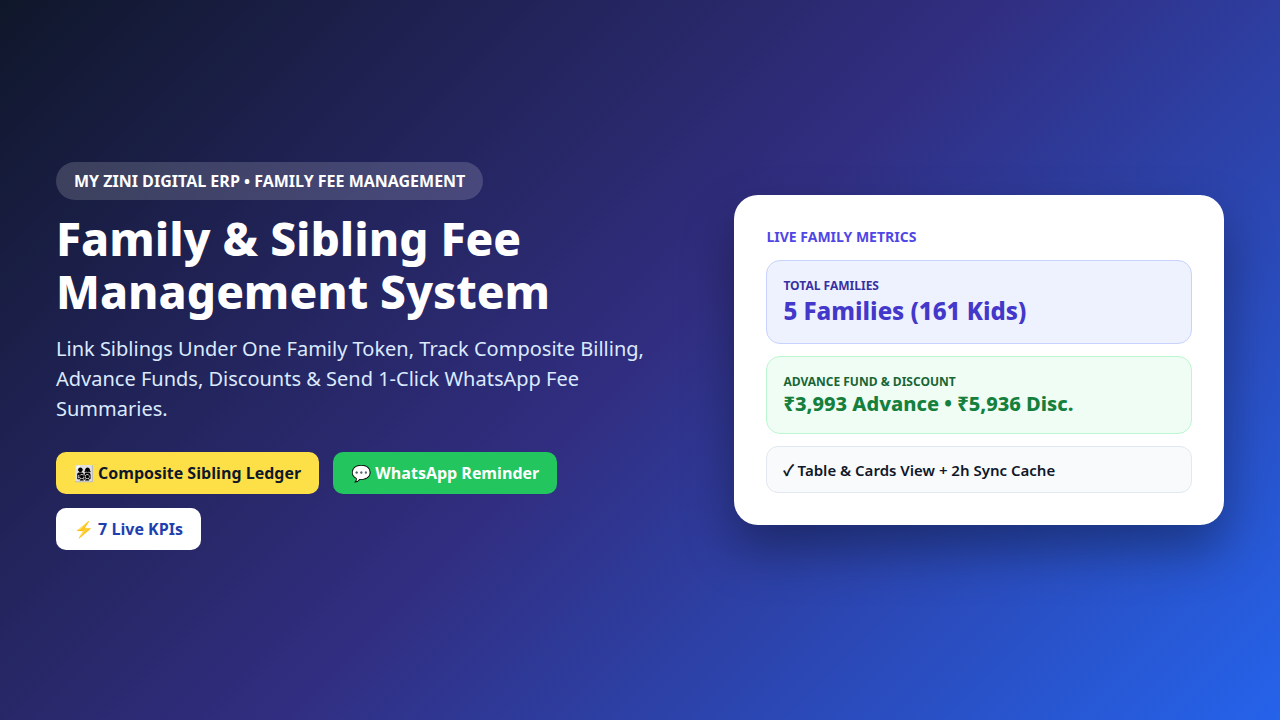 MY ZINI DIGITAL ERP • FAMILY FEE MANAGEMENT
Family & Sibling Fee
Management System
Link Siblings Under One Family Token, Track Composite Billing,
Advance Funds, Discounts & Send 1-Click WhatsApp Fee
Summaries.
👨‍👩‍👧‍👦 Composite Sibling Ledger
💬 WhatsApp Reminder
⚡ 7 Live KPIs
LIVE FAMILY METRICS
TOTAL FAMILIES
5 Families (161 Kids)
ADVANCE FUND & DISCOUNT
₹3,993 Advance • ₹5,936 Disc.
✓ Table & Cards View + 2h Sync Cache